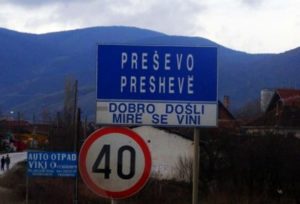 PREŠEVO
PRESHEVË
DOBRO DOŠLI
MIRË SE VINI
40
AUTO OTPAD